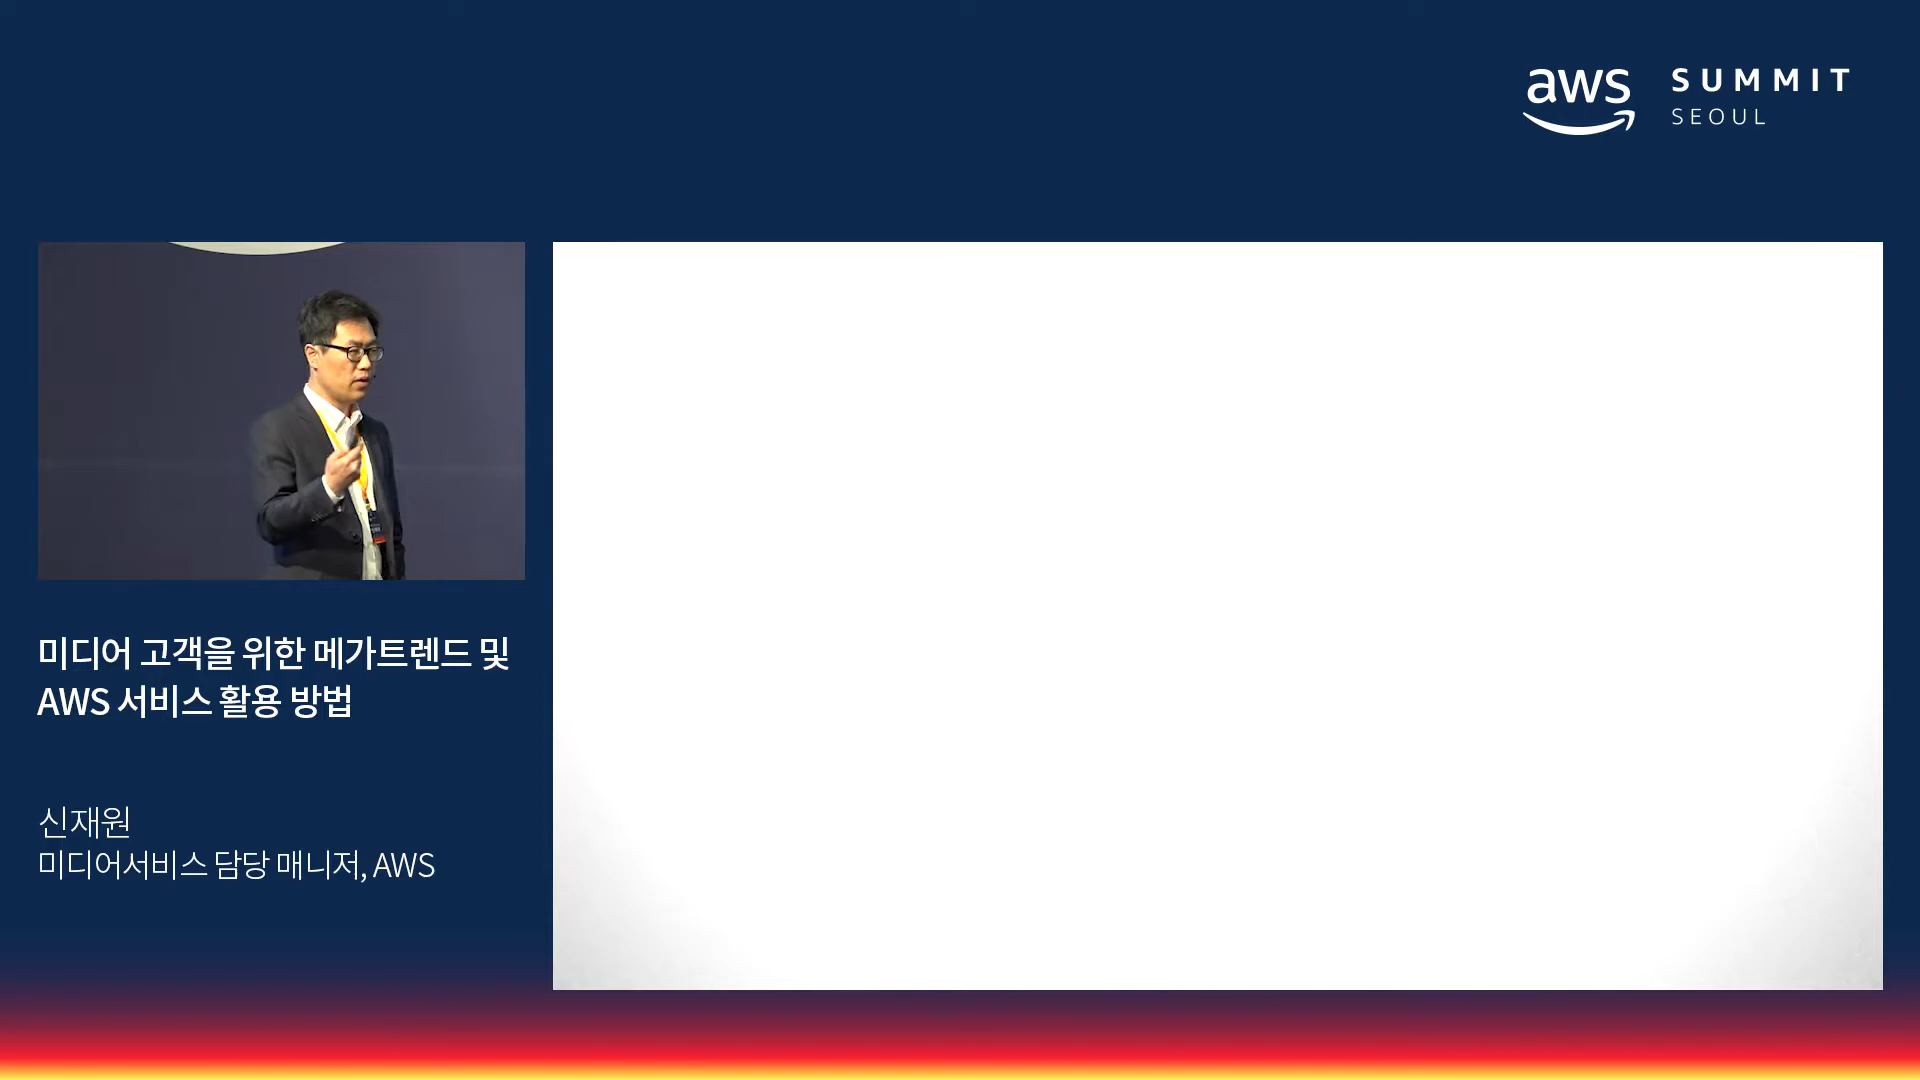 aws
SUMMIT
SEOUL
미디어 고객을 위한 메가트렌드 및
AWS 서비스 활용 방법
신재원
미디어서비스 담당 매니저, AWS